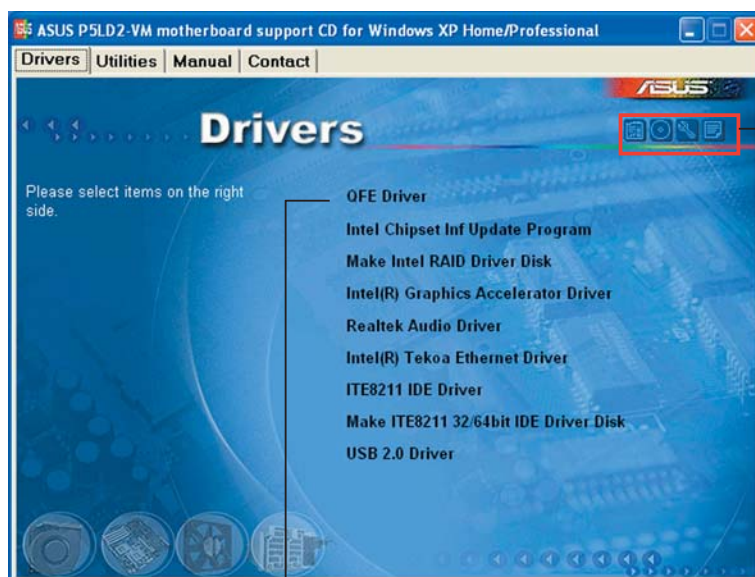 ASUS P5LD2-VM motherboard support CD for Windows XP Home/Professional
Drivers Utilities Manual Contact
ASUS
Drivers
Please select items on the right
side.
QFE Driver
Intel Chipset Inf Update Program
Make Intel RAID Driver Disk
Intel(R) Graphics Accelerator Driver
Realtek Audio Driver
Intel(R) Tekoa Ethernet Driver
ITE8211 IDE Driver
Make ITE8211 32/64bit IDE Driver Disk
USB 2.0 Driver